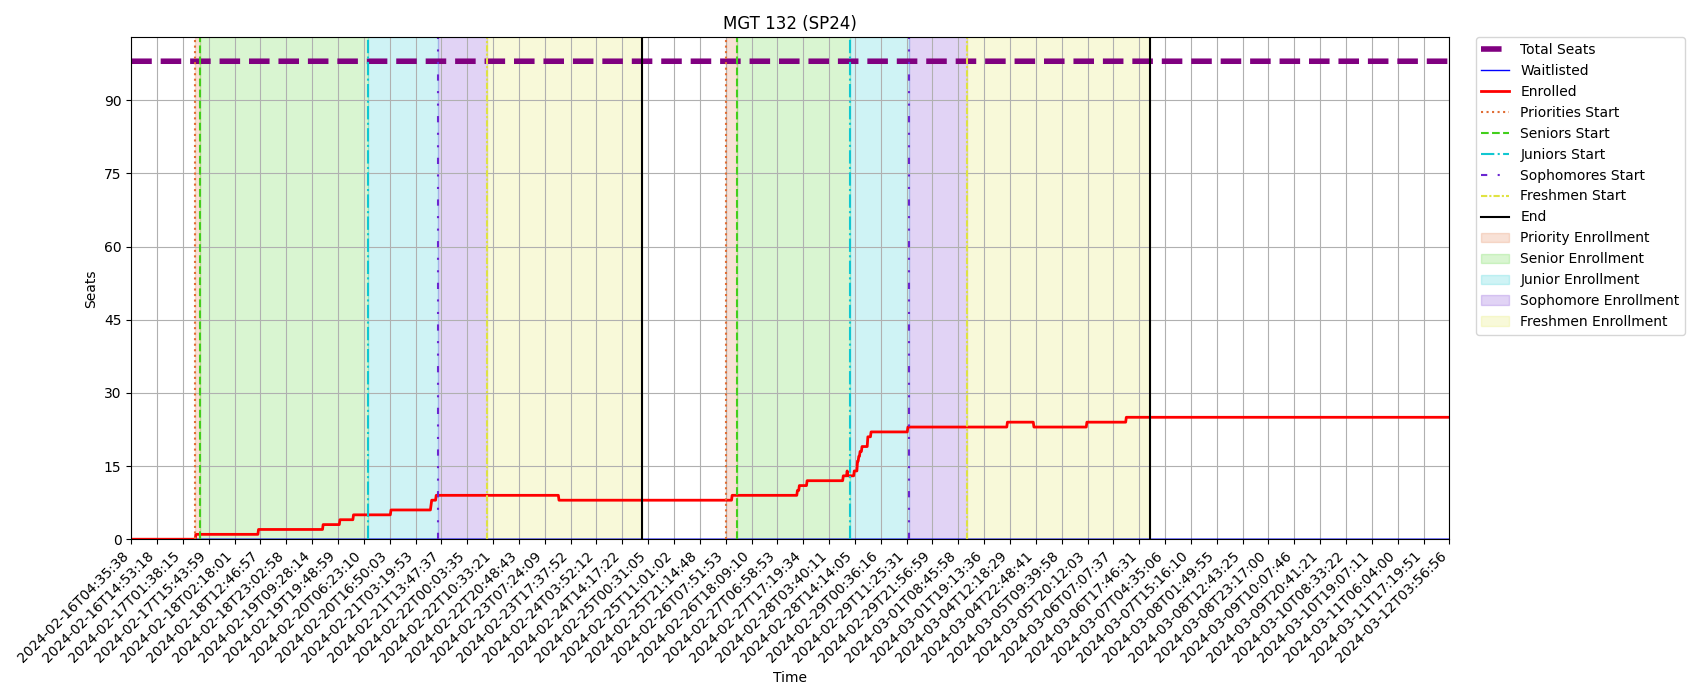 MGT 132 (SP24)
Seats
90
75
60
45
30
15
0
2024-02-16T04:35:38
2024-02-16T14:53:18
2024-02-17T01:38:15
2024-02-17T15:43:59
2024-02-18T02:18:01
2024-02-18T12:46:57
2024-02-18T23:02:58
2024-02-19T09:28:14
2024-02-19T19:48:59
2024-02-20T06:23:10
2024-02-20T16:50:03
2024-02-21T03:19:53
2024-02-21T13:47:37
2024-02-22T00:03:35
2024-02-22T10:33:21
2024-02-22T20:48:43
2024-02-23T07:24:09
2024-02-23T17:37:52
2024-02-24T03:52:12
2024-02-24T14:17:22
2024-02-25T00:31:05
2024-02-25T11:01:02
2024-02-25T21:14:48
2024-02-26T07:51:53
2024-02-26T18:09:10
2024-02-27T06:58:53
2024-02-27T17:19:34
2024-02-28T03:40:11
2024-02-28T14:14:05
2024-02-29T00:36:16
2024-02-29T11:25:31
2024-02-29T21:56:59
2024-03-01T08:45:58
2024-03-01T19:13:36
2024-03-04T12:18:29
2024-03-04T22:48:41
2024-03-05T09:39:58
2024-03-05T20:12:03
2024-03-06T07:07:37
2024-03-06T17:46:31
2024-03-07T04:35:06
2024-03-07T15:16:10
2024-03-08T01:49:55
2024-03-08T12:43:25
2024-03-08T23:17:00
2024-03-09T10:07:46
2024-03-09T20:41:21
2024-03-10T08:33:22
2024-03-10T19:07:11
2024-03-11T06:04:00
2024-03-11T17:19:51
2024-03-12T03:56:56
Time
Total Seats
Waitlisted
Enrolled
Priorities Start
Seniors Start
Juniors Start
Sophomores Start
Freshmen Start
End
Priority Enrollment
Senior Enrollment
Junior Enrollment
Sophomore Enrollment
Freshmen Enrollment